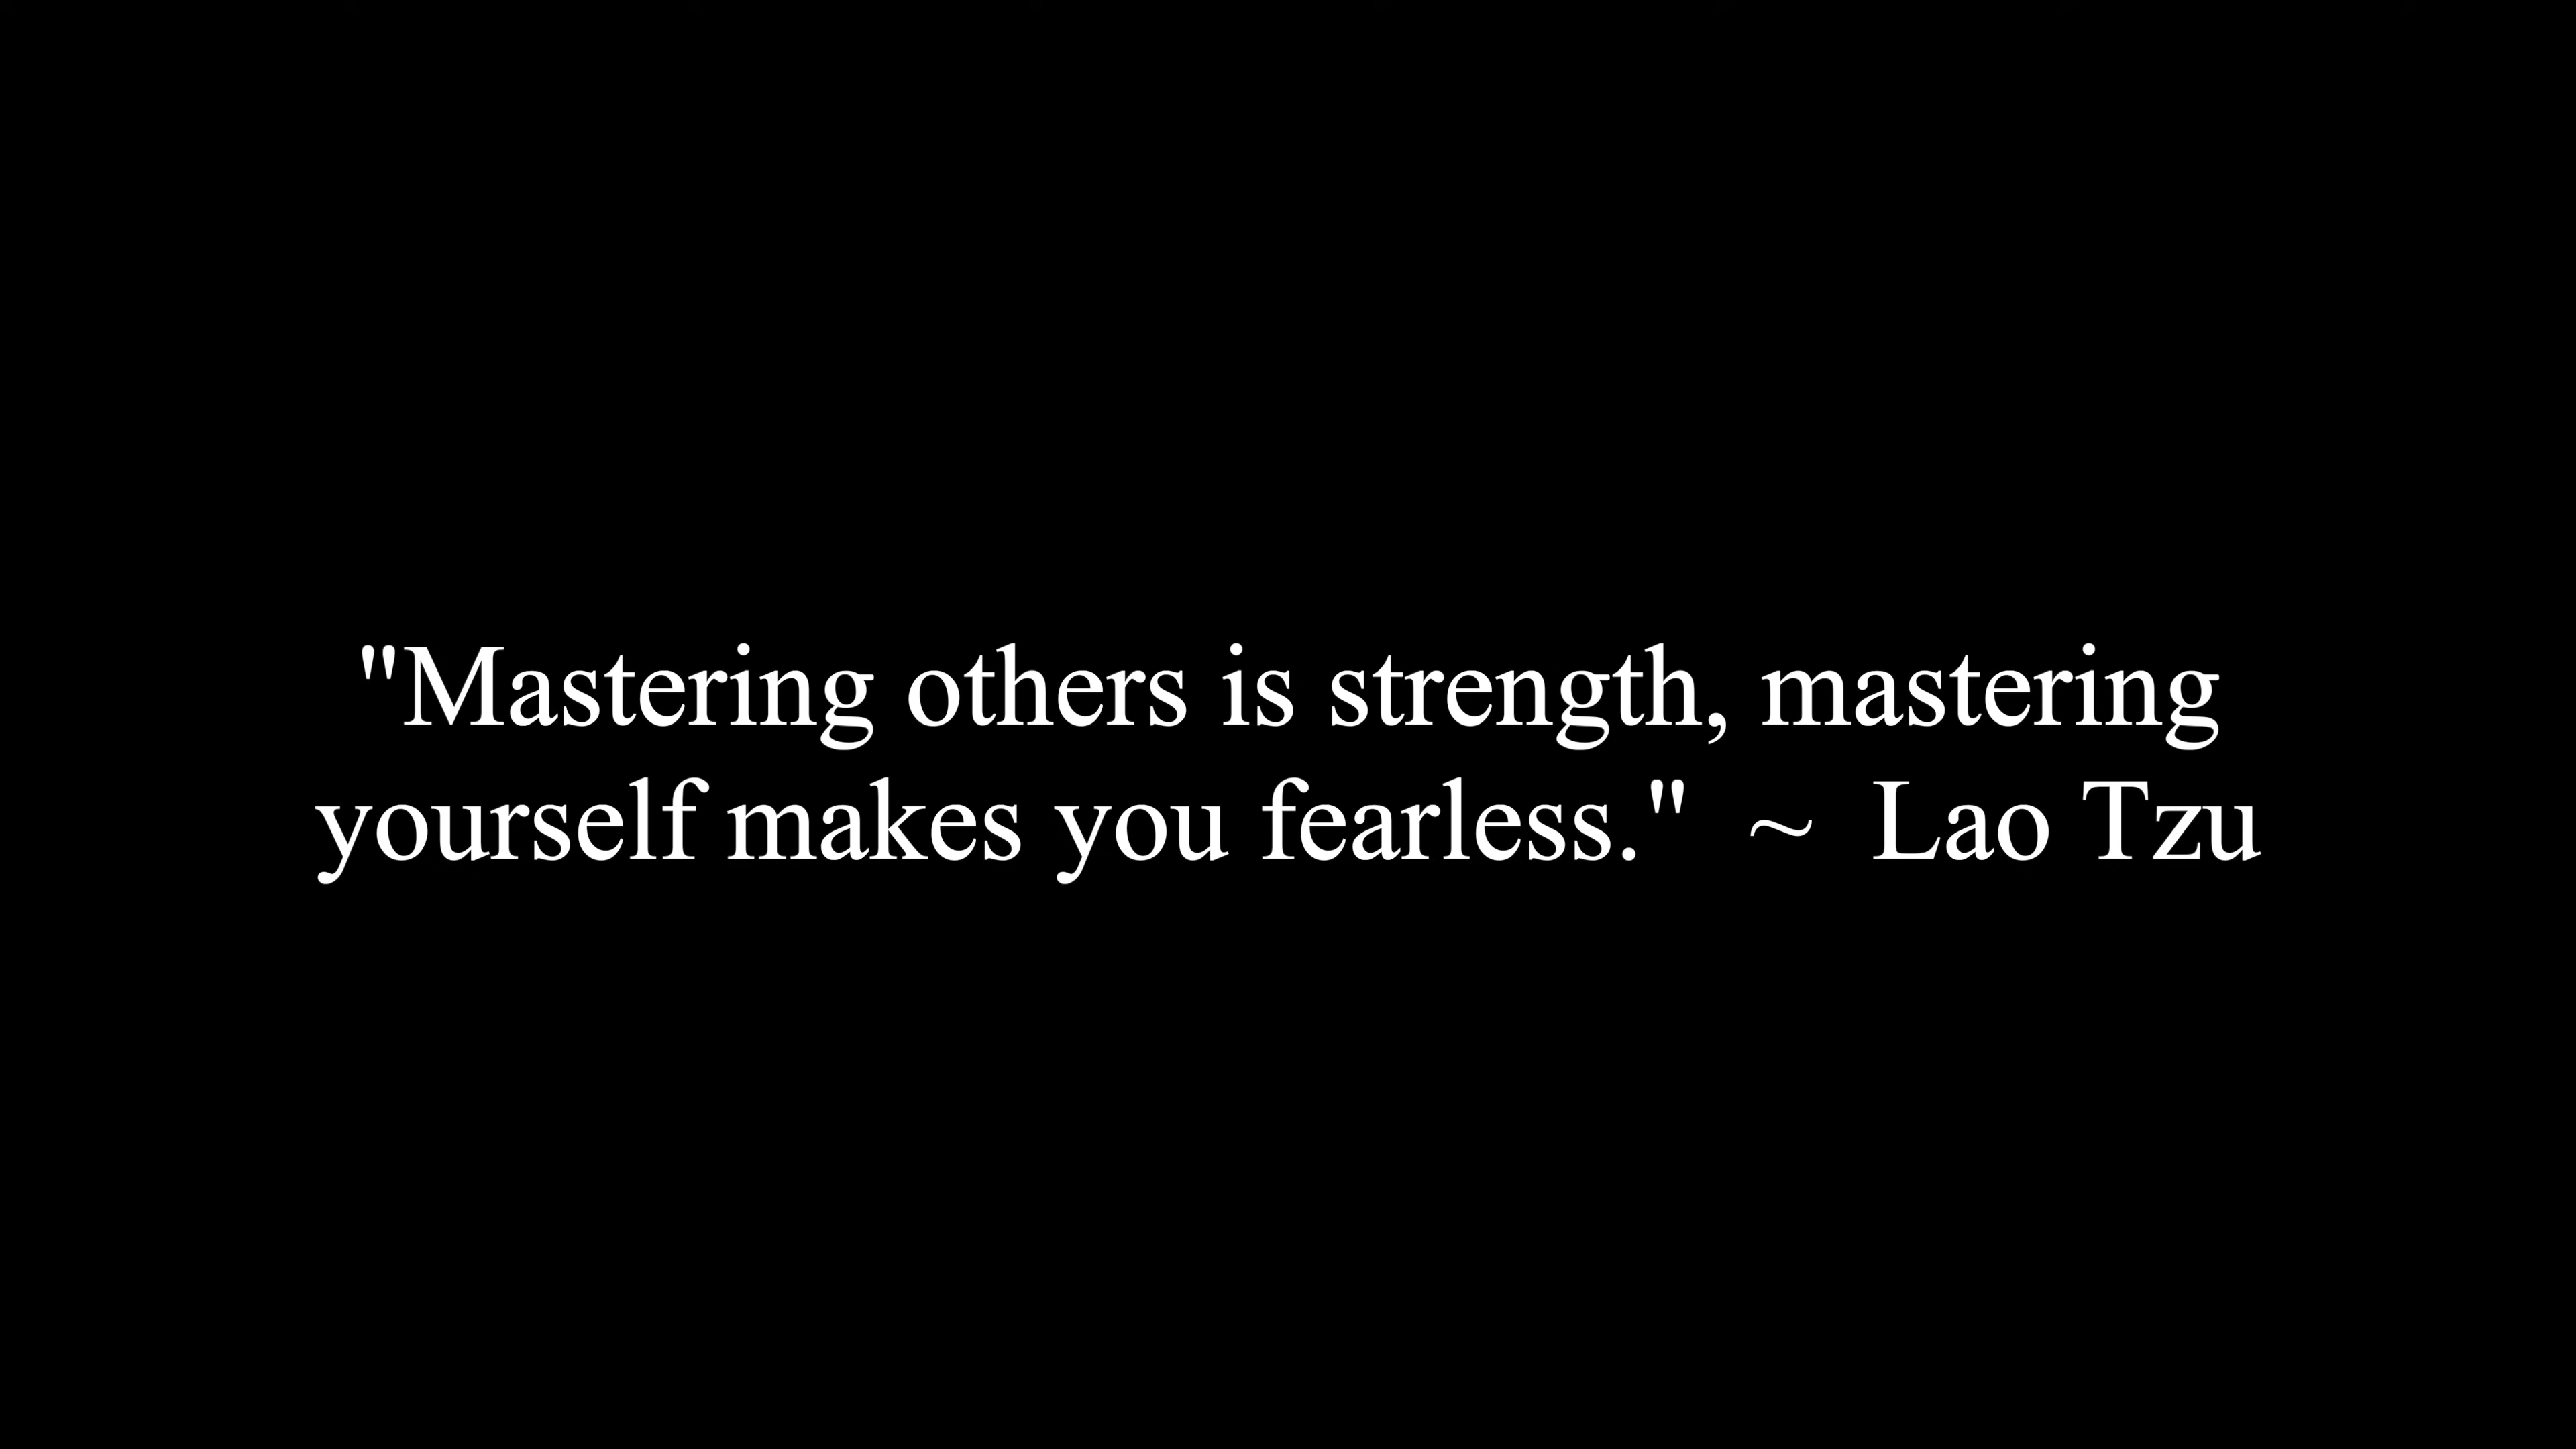 "Mastering others is strength, mastering
yourself makes you fearless."  ~  Lao Tzu